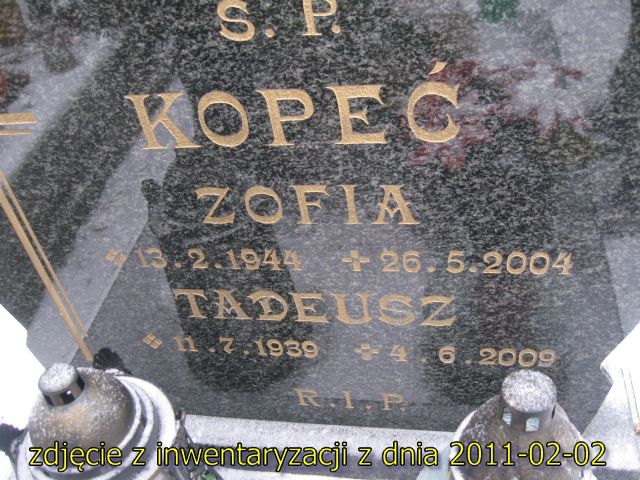 Ś. P.
KOPEĆ
ZOFIA
13.2.1944 26.5.2004
TADEUSZ
11.7.1939 4.6.2009
R.I.P.
zdjęcie z inwentaryzacji z dnia 2011-02-02